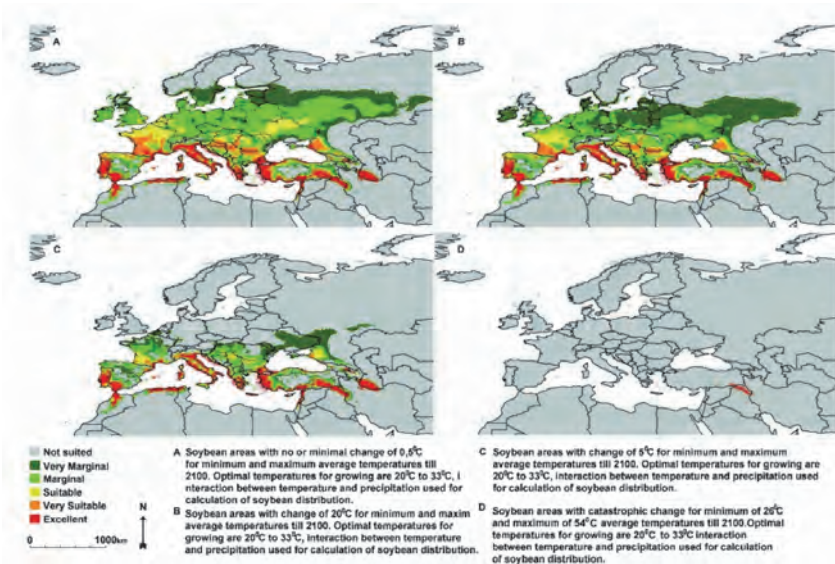 A
B
C
D
Not suited
Very Marginal
Marginal
Suitable
Very Suitable
Excellent
N
0 1000km
A Soybean areas with no or minimal change of 0,5°C
for minimum and maximum average temperatures till
2100. Optimal temperatures for growing are 20°C to 33°C, I
nteraction between temperature and precipitation used for
calculation of soybean distribution.
B Soybean areas with change of 20°C for minimum and maxim
average temperatures till 2100. Optimal temperatures for
growing are 20°C to 33°C, interaction between temperature
and precipitation used for calculation of soybean distribution.
C Soybean areas with change of 5°C for minimum and maximum
average temperatures till 2100. Optimal temperatures for growing are
20°C to 33°C, interaction between temperature and precipitation used
for calculation of soybean distribution.
D Soybean areas with catastrophic change for minimum of 26°C
and maximum of 54°C average temperatures till 2100.Optimal
temperatures for growing are 20°C to 33°C interaction
between temperature and precipitation used for calculation
of soybean distribution.